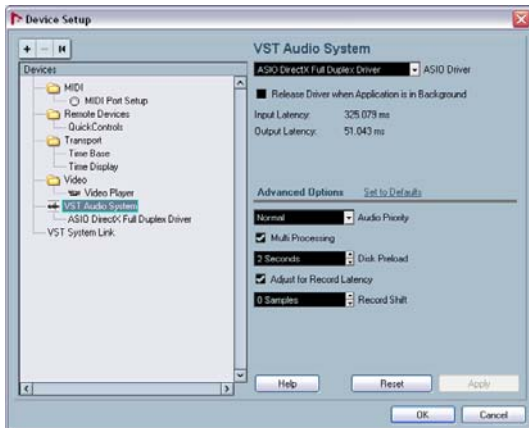 Device Setup
Devices
MIDI
MIDI Port Setup
Remote Devices
QuickControls
Transport
Time Base
Time Display
Video
Video Player
VST Audio System
ASIO DirectX Full Duplex Driver
VST System Link
VST Audio System
ASIO DirectX Full Duplex Driver ASIO Driver
Release Driver when Application is in Background
Input Latency: 325.079 ms
Output Latency: 51.043 ms
Advanced Options Set to Defaults
Normal Audio Priority
Multi Processing
2 Seconds Disk Preload
Adjust for Record Latency
0 Samples Record Shift
Help Reset Apply
OK Cancel